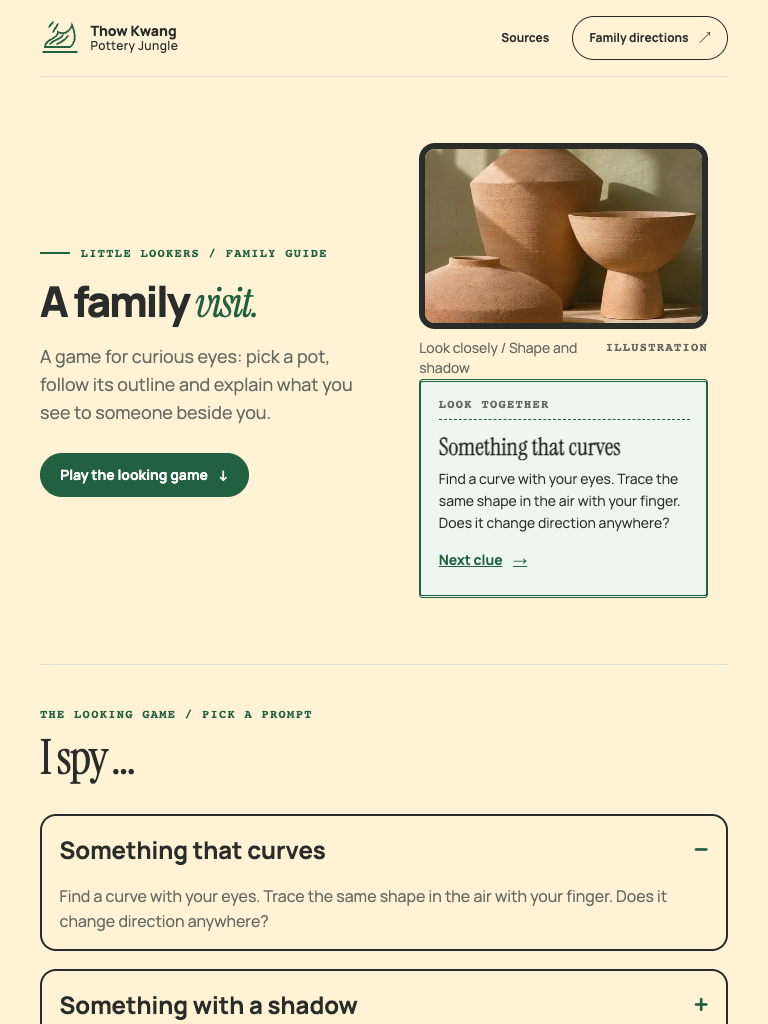 Thow Kwang
Pottery Jungle
Sources
Family directions ↗
LITTLE LOOKERS / FAMILY GUIDE
A family visit.
A game for curious eyes: pick a pot,
follow its outline and explain what you
see to someone beside you.
Play the looking game ↓
Look closely / Shape and
shadow
ILLUSTRATION
LOOK TOGETHER
Something that curves
Find a curve with your eyes. Trace the
same shape in the air with your finger.
Does it change direction anywhere?
Next clue →
THE LOOKING GAME / PICK A PROMPT
I spy…
Something that curves −
Find a curve with your eyes. Trace the same shape in the air with your finger. Does it
change direction anywhere?
Something with a shadow +